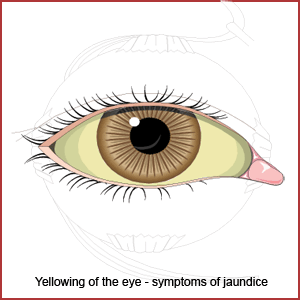 Yellowing of the eye - symptoms of jaundice